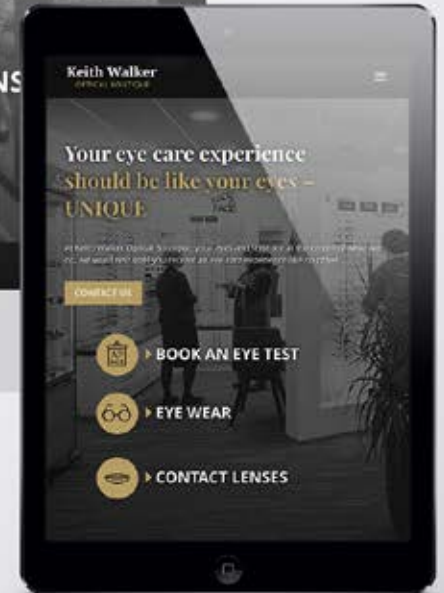 NS
Keith Walker
OPTICAL BOUTIQUE
Your eye care experience
should be like your eyes –
UNIQUE
CONTACT US
BOOK AN EYE TEST
EYE WEAR
CONTACT LENSES